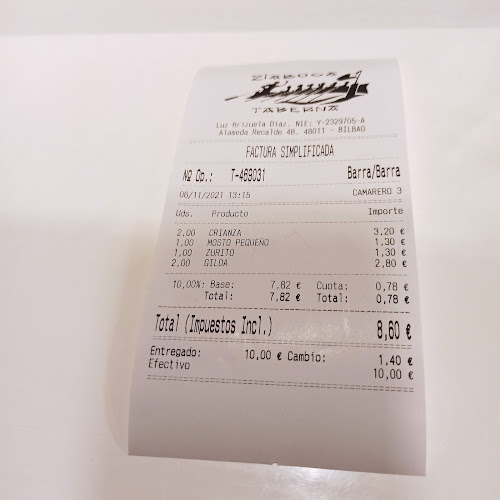 ZIABOGA
TABERNA
Luz Orizuela Diaz. NIE: Y-2329705-A
Alameda Recalde 48. 48011 - BILBAO
FACTURA SIMPLIFICADA
Nº Op.: T-469031 Barra/Barra
06/11/2021 13:15 CAMARERO 3
Uds. Producto Importe
2,00 CRIANZA 3,20 €
1,00 MOSTO PEQUEÑO 1,30 €
1,00 ZURITO 1,30 €
2,00 GILDA 2,80 €
10,00%: Base: 7,82 € Cuota: 0,78 €
Total: 7,82 € Total: 0,78 €
Total (Impuestos Incl.) 8,60 €
Entregado: 10,00 € Cambio: 1,40 €
Efectivo 10,00 €